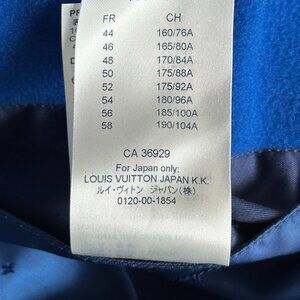 FR CH
44 160/76A
46 165/80A
48 170/84A
50 175/88A
52 175/92A
54 180/96A
56 185/100A
58 190/104A
CA 36929
For Japan only:
LOUIS VUITTON JAPAN K.K.
ルイ・ヴィトン ジャパン(株)
0120-00-1854